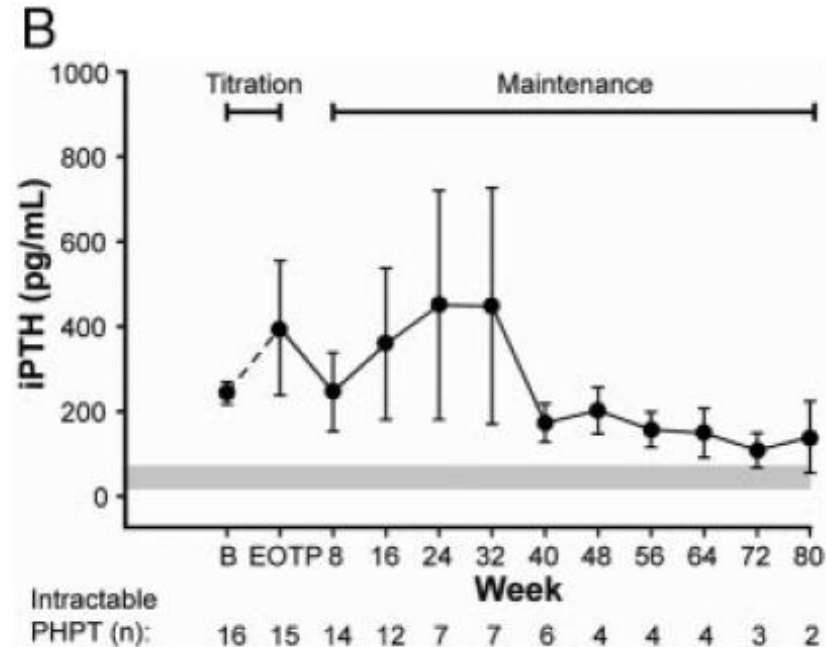 B
Titration Maintenance
1000
800
600
400
200
0
iPTH (pg/mL)
B EOTP 8 16 24 32 40 48 56 64 72 80
Week
Intractable
PHPT (n): 16 15 14 12 7 7 6 4 4 4 3 2